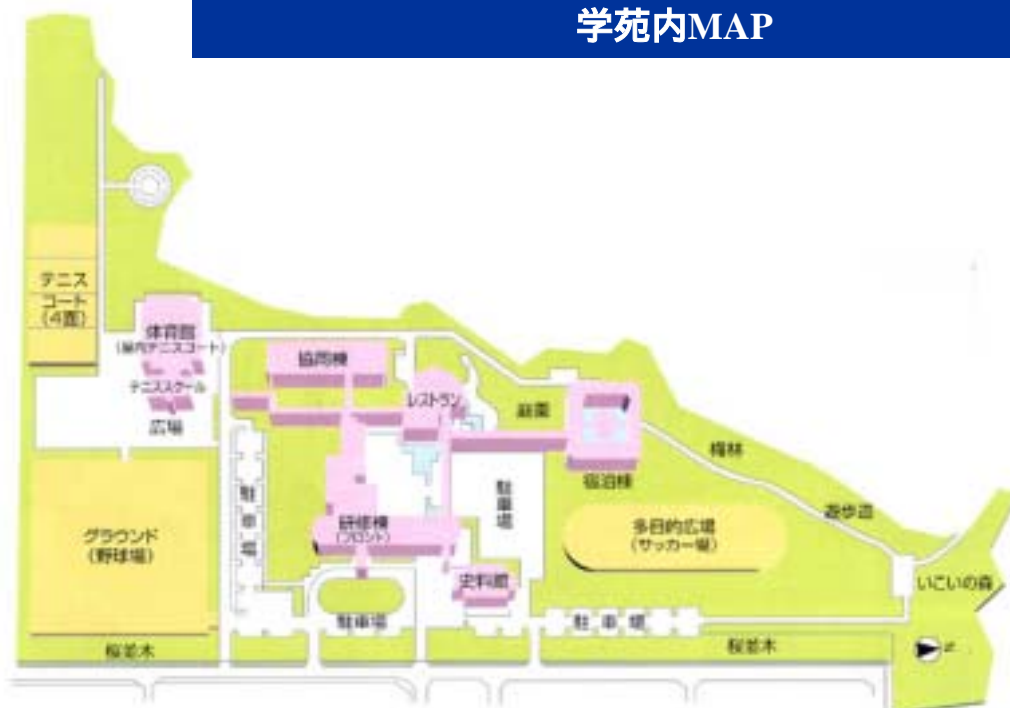 学苑内MAP
テニス
コート
(4面)
体育館
(屋内テニスコート)
テニススクール
広場
協同棟
レストラン
庭園
梅林
宿泊棟
駐車場
駐車場
研修棟
(フロント)
多目的広場
(サッカー場)
遊歩道
グラウンド
(野球場)
史料館
いこいの森
駐車場
駐車場
桜並木
桜並木
N